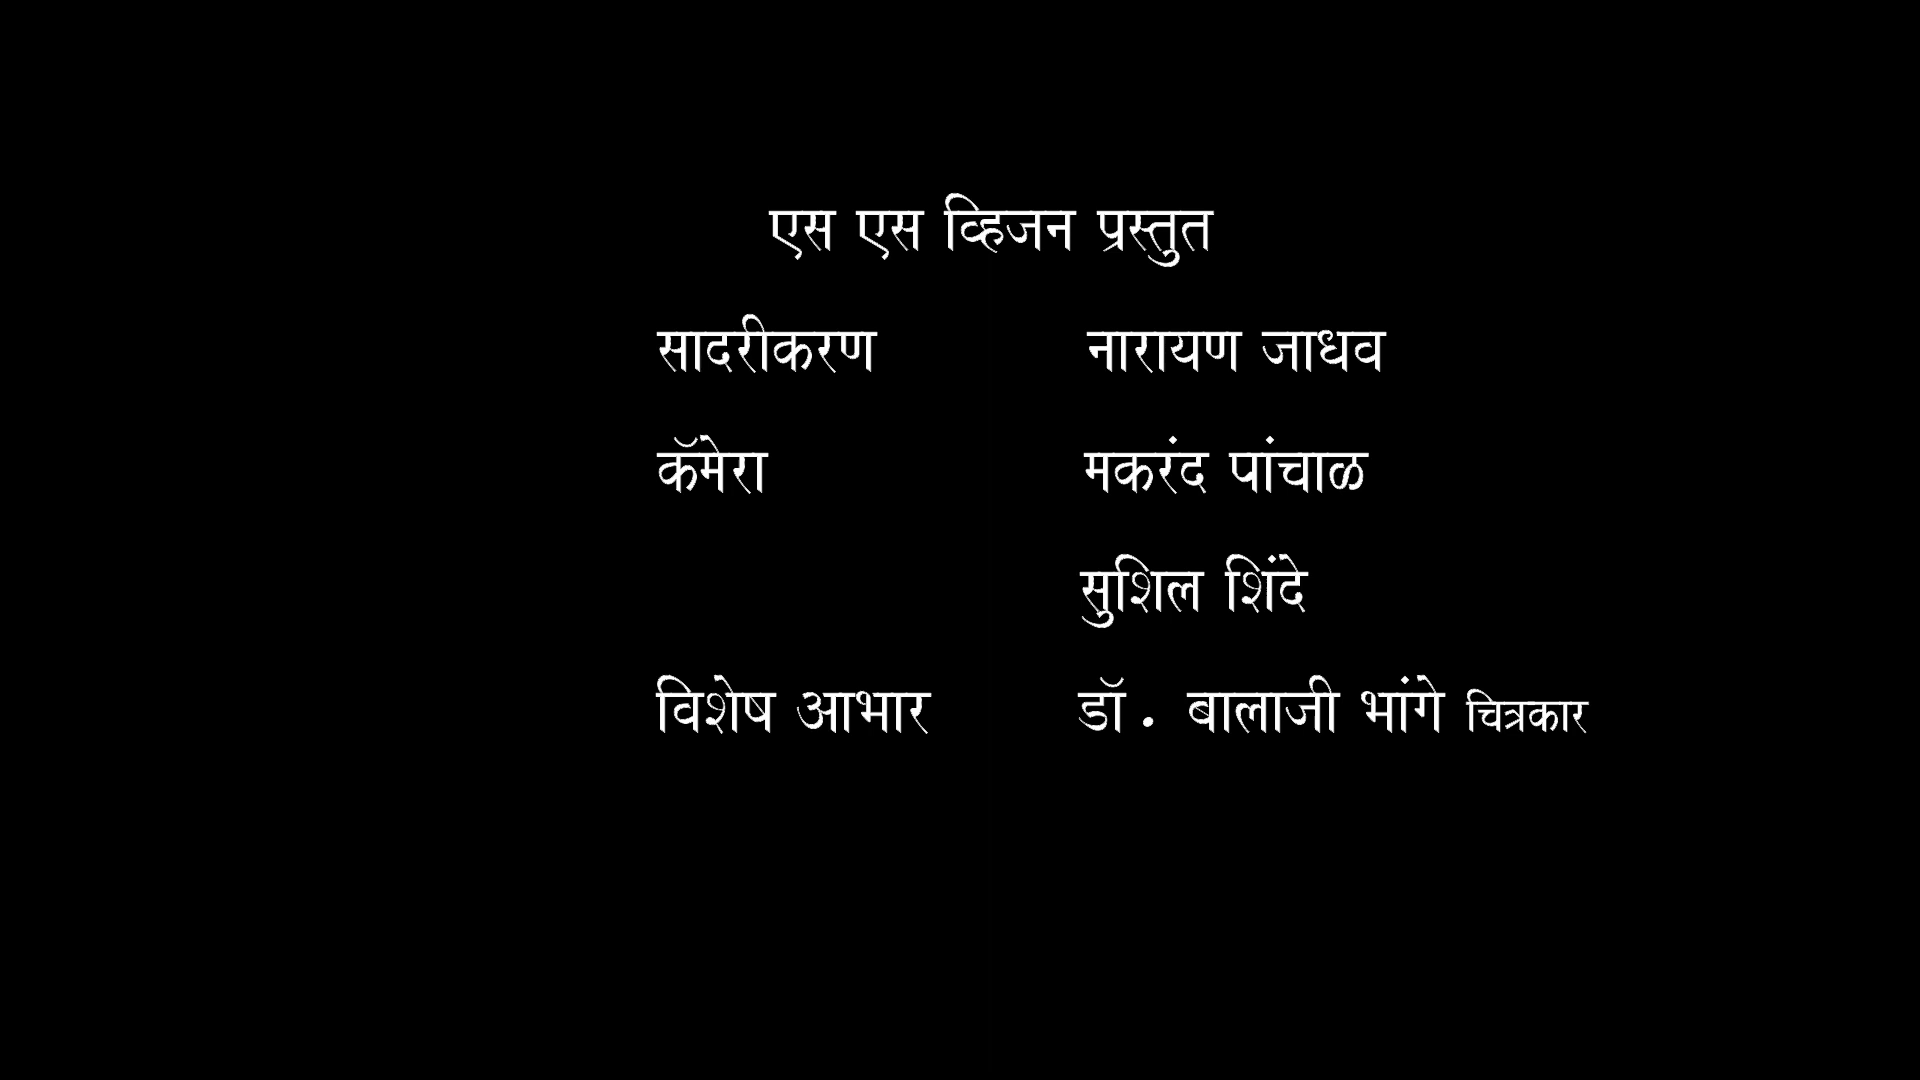 एस एस व्हिजन प्रस्तुत
सादरीकरण नारायण जाधव
कॅमेरा मकरंद पांचाळ
सुशिल शिंदे
विशेष आभार डॉ. बालाजी भांगे चित्रकार